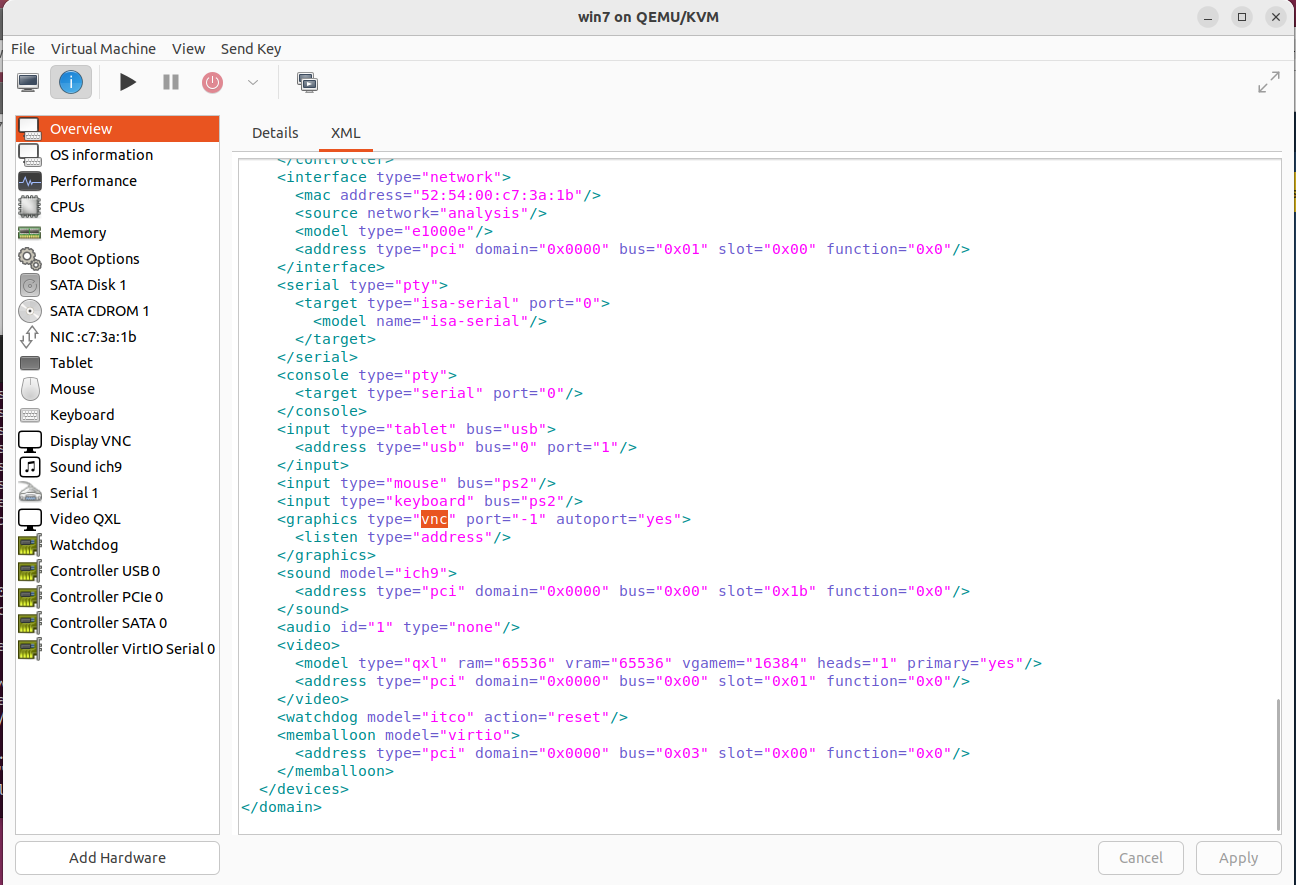 win7 on QEMU/KVM
File Virtual Machine View Send Key
Overview
OS information
Performance
CPUs
Memory
Boot Options
SATA Disk 1
SATA CDROM 1
NIC :c7:3a:1b
Tablet
Mouse
Keyboard
Display VNC
Sound ich9
Serial 1
Video QXL
Watchdog
Controller USB 0
Controller PCIe 0
Controller SATA 0
Controller VirtIO Serial 0
Add Hardware
Details XML
    </controller>
    <interface type="network">
      <mac address="52:54:00:c7:3a:1b"/>
      <source network="analysis"/>
      <model type="e1000e"/>
      <address type="pci" domain="0x0000" bus="0x01" slot="0x00" function="0x0"/>
    </interface>
    <serial type="pty">
      <target type="isa-serial" port="0">
        <model name="isa-serial"/>
      </target>
    </serial>
    <console type="pty">
      <target type="serial" port="0"/>
    </console>
    <input type="tablet" bus="usb">
      <address type="usb" bus="0" port="1"/>
    </input>
    <input type="mouse" bus="ps2"/>
    <input type="keyboard" bus="ps2"/>
    <graphics type="vnc" port="-1" autoport="yes">
      <listen type="address"/>
    </graphics>
    <sound model="ich9">
      <address type="pci" domain="0x0000" bus="0x00" slot="0x1b" function="0x0"/>
    </sound>
    <audio id="1" type="none"/>
    <video>
      <model type="qxl" ram="65536" vram="65536" vgamem="16384" heads="1" primary="yes"/>
      <address type="pci" domain="0x0000" bus="0x00" slot="0x01" function="0x0"/>
    </video>
    <watchdog model="itco" action="reset"/>
    <memballoon model="virtio">
      <address type="pci" domain="0x0000" bus="0x03" slot="0x00" function="0x0"/>
    </memballoon>
  </devices>
</domain>
Cancel Apply